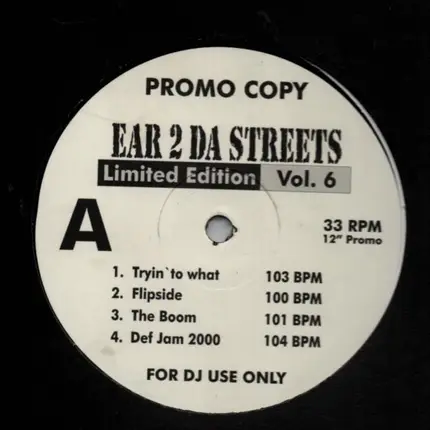 PROMO COPY
EAR 2 DA STREETS
Limited Edition Vol. 6
A
33 RPM
12" Promo
1. Tryin`to what 103 BPM
2. Flipside 100 BPM
3. The Boom 101 BPM
4. Def Jam 2000 104 BPM
FOR DJ USE ONLY